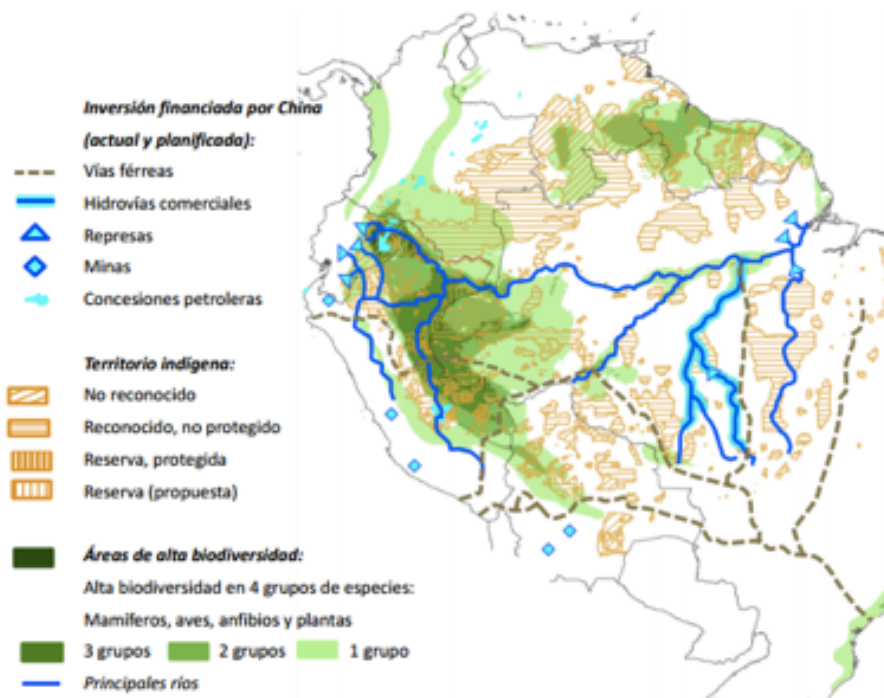 Inversión financiada por China
(actual y planificada):
Vías férreas
Hidrovías comerciales
Represas
Minas
Concesiones petroleras
Territorio indígena:
No reconocido
Reconocido, no protegido
Reserva, protegida
Reserva (propuesta)
Áreas de alta biodiversidad:
Alta biodiversidad en 4 grupos de especies:
Mamíferos, aves, anfibios y plantas
3 grupos 2 grupos 1 grupo
Principales ríos